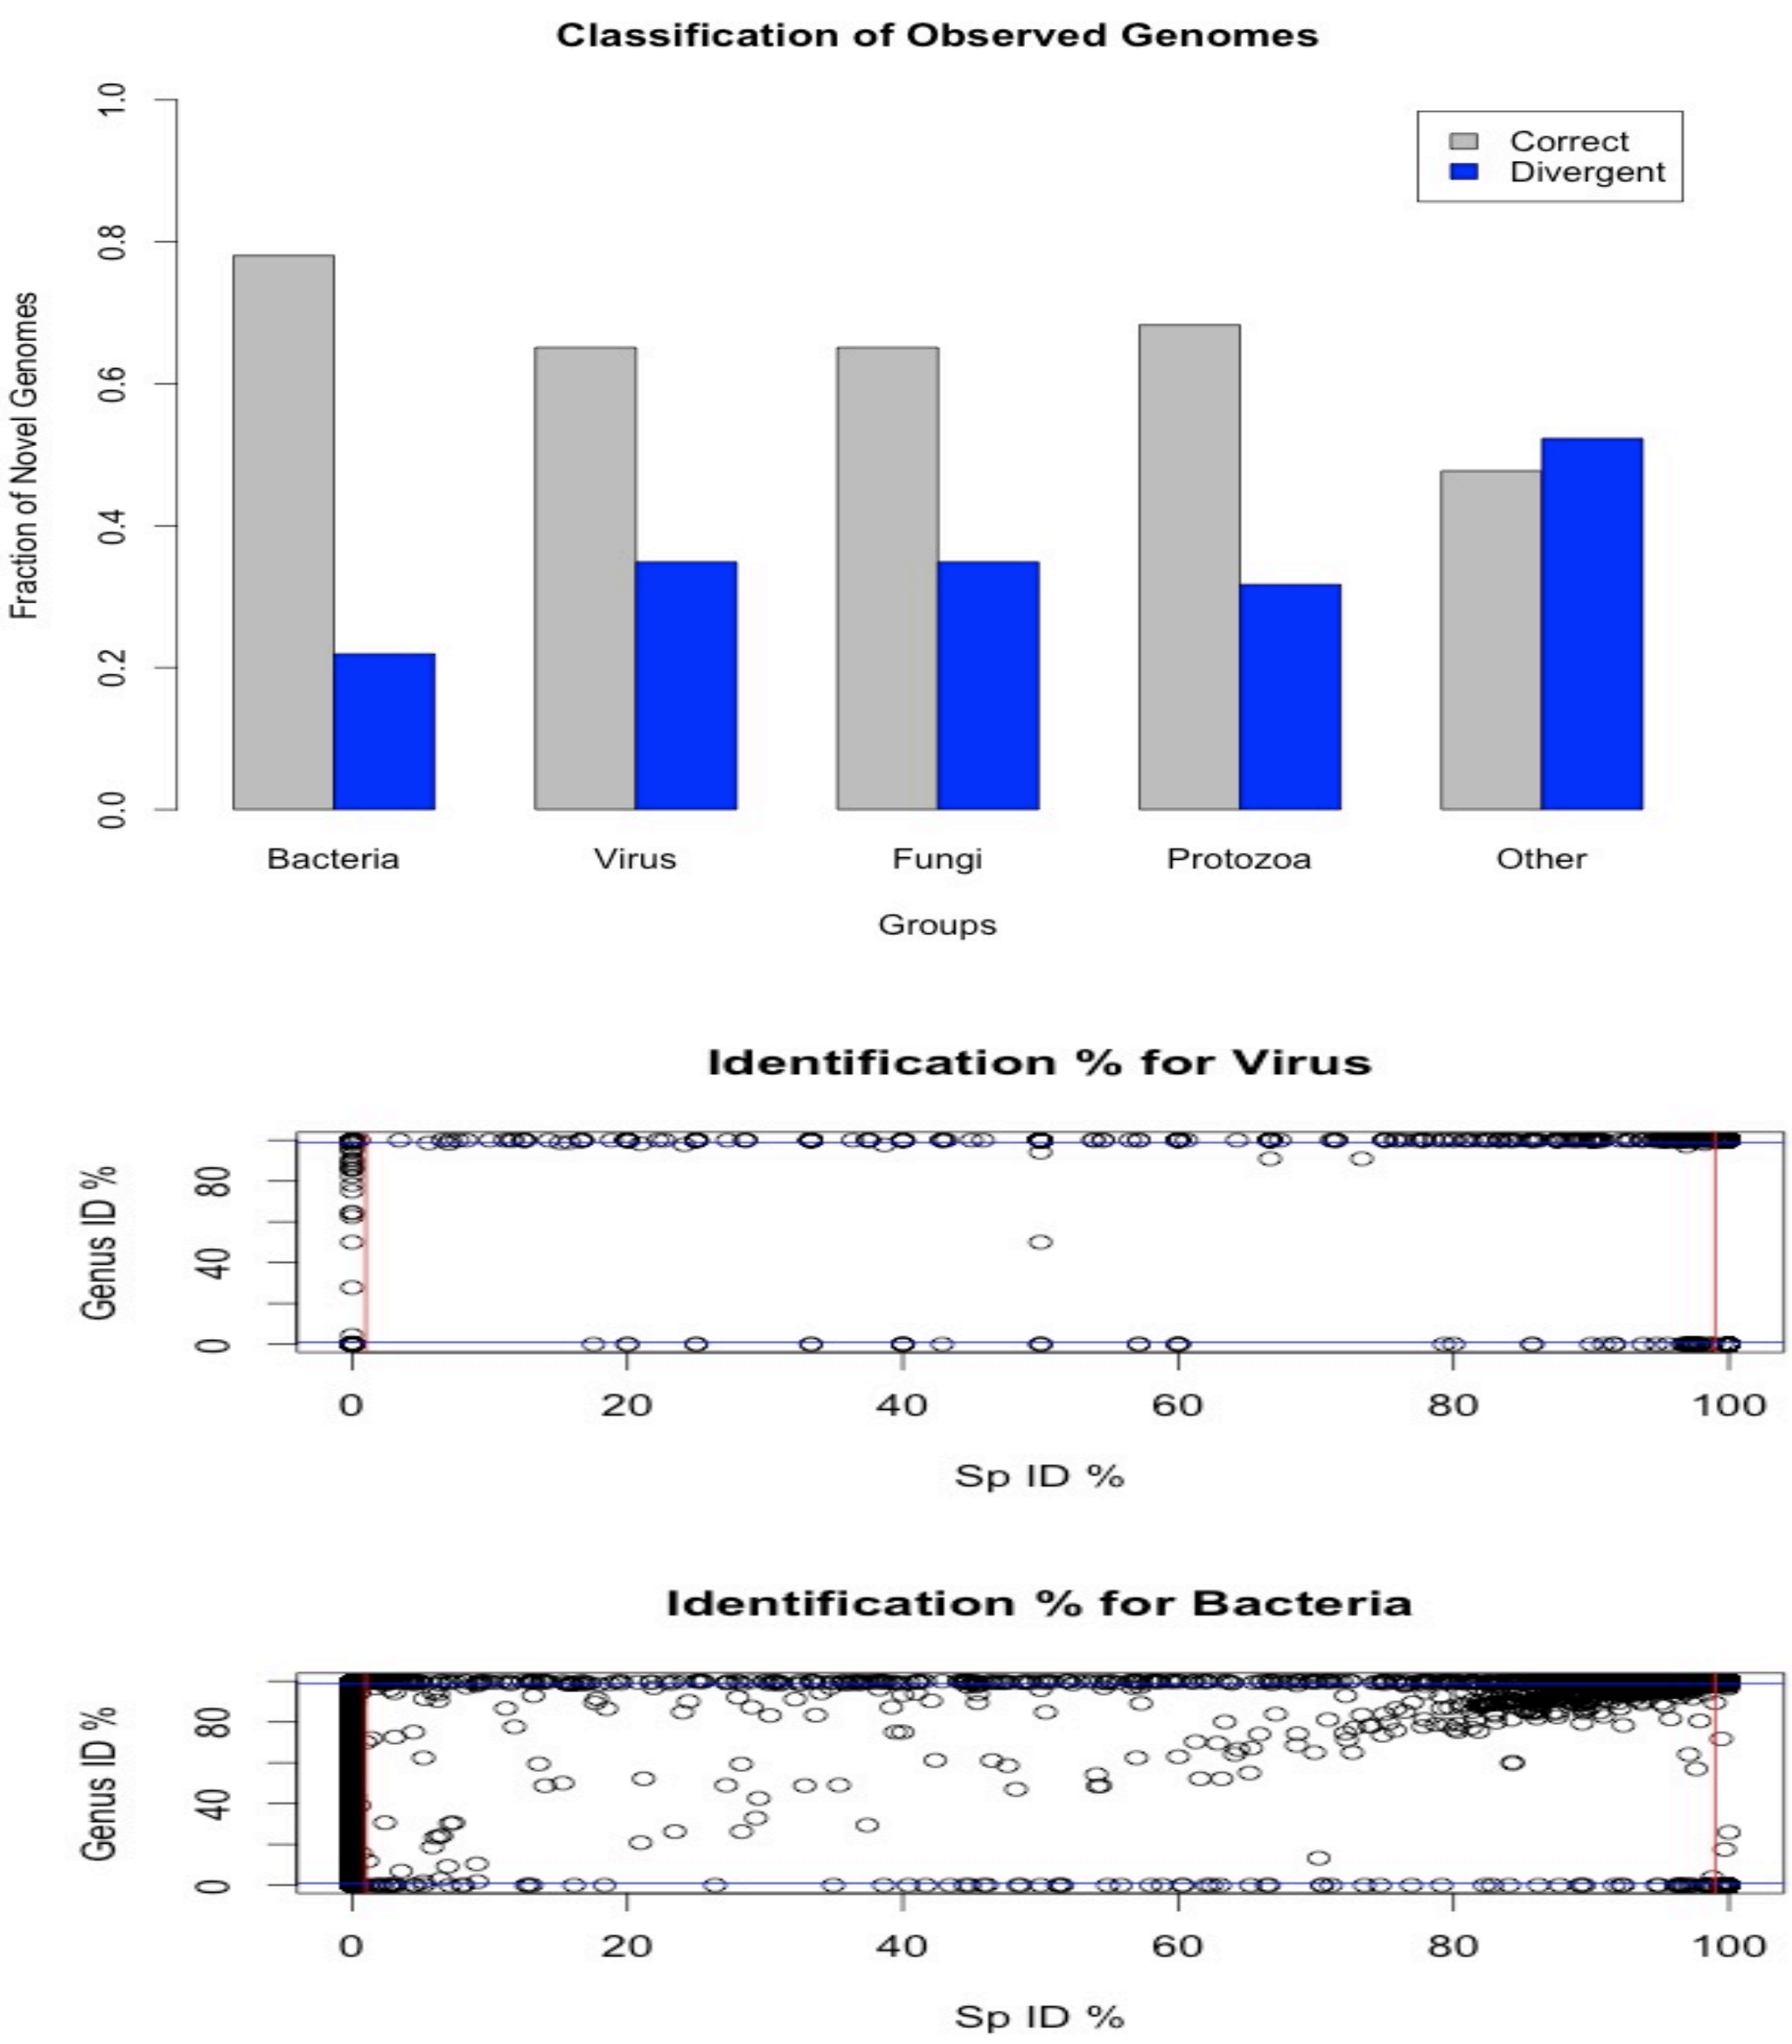 Classification of Observed Genomes
1.0
0.8
0.6
0.4
0.2
0.0
Fraction of Novel Genomes
Correct
Divergent
Bacteria Virus Fungi Protozoa Other
Groups
Identification % for Virus
Genus ID %
80
40
0
0 20 40 60 80 100
Sp ID %
Identification % for Bacteria
Genus ID %
80
40
0
0 20 40 60 80 100
Sp ID %